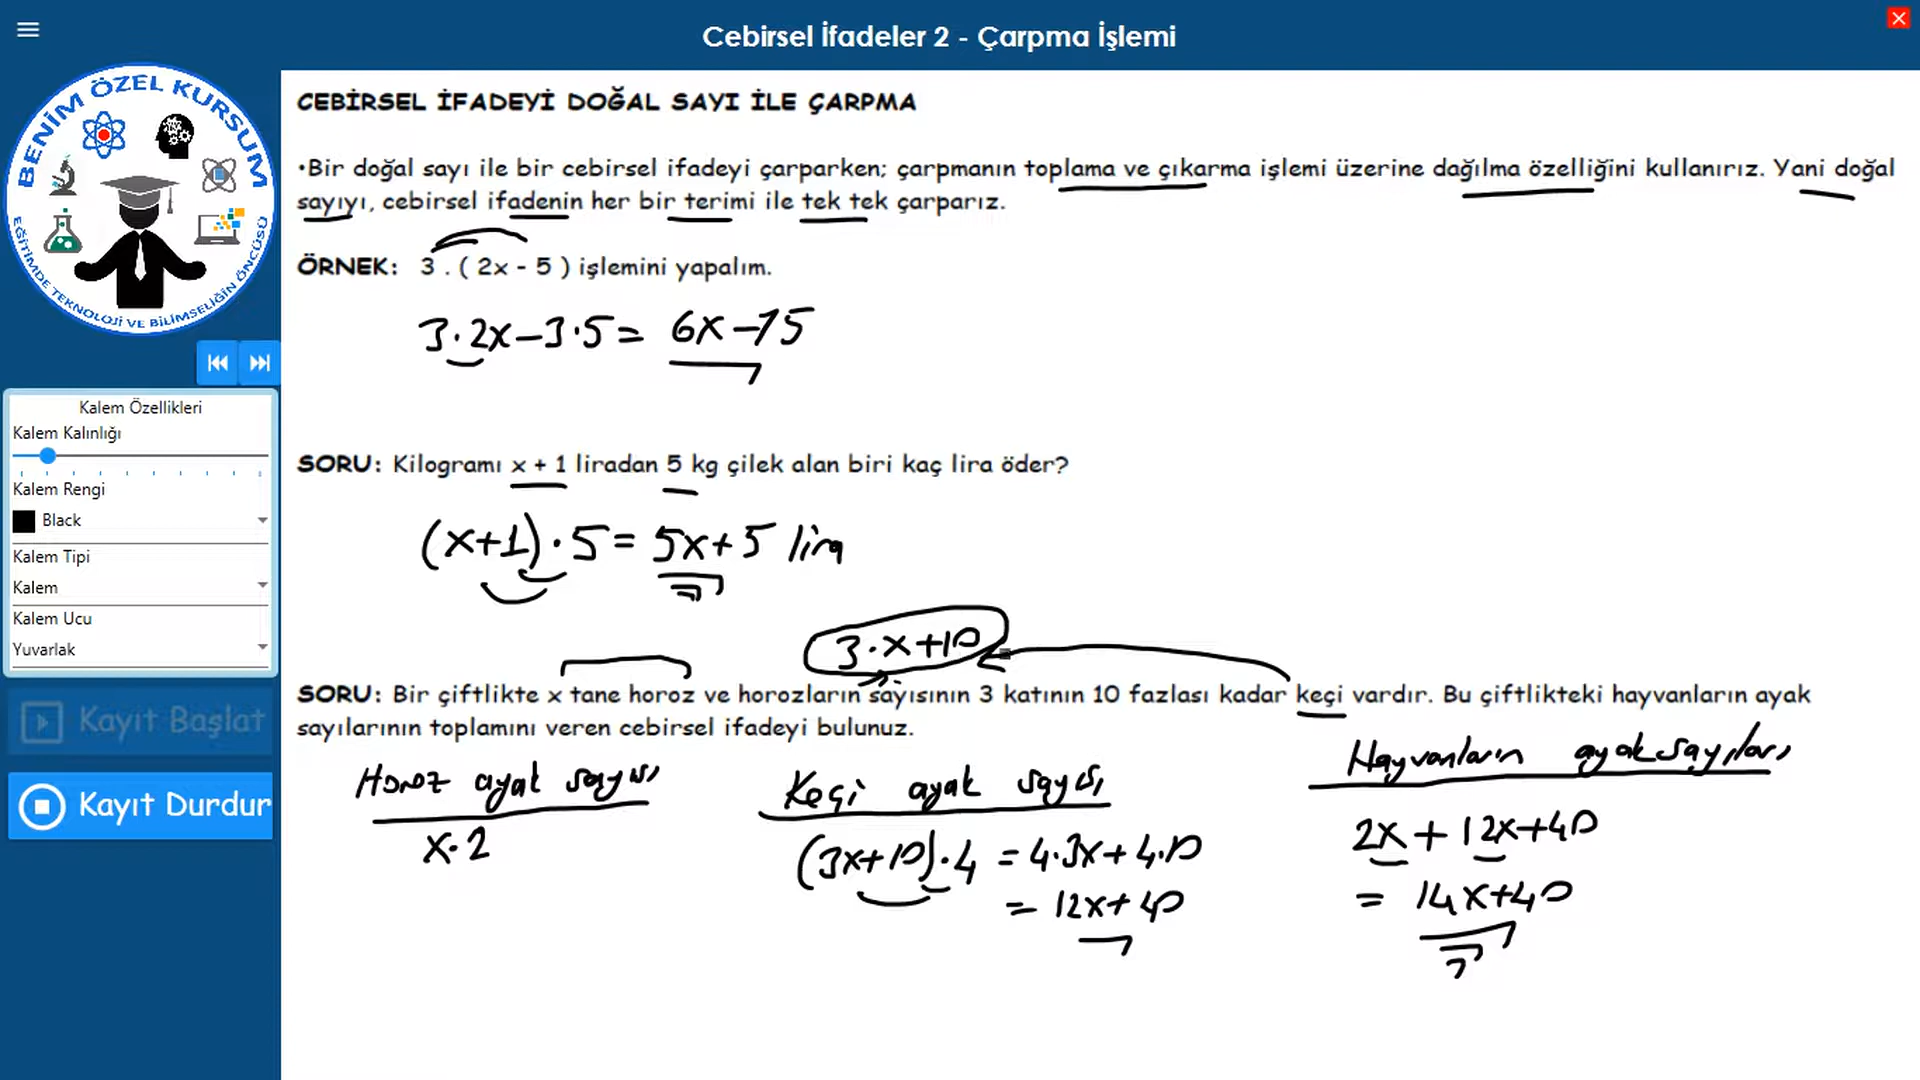 Cebirsel İfadeler 2 - Çarpma İşlemi
BENİM ÖZEL KURSUM
EĞİTİMDE TEKNOLOJİ VE BİLİMSELİĞİN ÖNCÜSÜ
Kalem Özellikleri
Kalem Kalınlığı
Kalem Rengi
Black
Kalem Tipi
Kalem
Kalem Ucu
Yuvarlak
Kayıt Başlat
Kayıt Durdur
CEBİRSEL İFADEYİ DOĞAL SAYI İLE ÇARPMA
•Bir doğal sayı ile bir cebirsel ifadeyi çarparken; çarpmanın toplama ve çıkarma işlemi üzerine dağılma özelliğini kullanırız. Yani doğal
sayıyı, cebirsel ifadenin her bir terimi ile tek tek çarparız.
ÖRNEK: 3 . ( 2x - 5 ) işlemini yapalım.
3·2x-3·5= 6x-15
SORU: Kilogramı x + 1 liradan 5 kg çilek alan biri kaç lira öder?
(x+1)·5=5x+5 lira
3·x+10
SORU: Bir çiftlikte x tane horoz ve horozların sayısının 3 katının 10 fazlası kadar keçi vardır. Bu çiftlikteki hayvanların ayak
sayılarının toplamını veren cebirsel ifadeyi bulunuz.
Horoz ayak sayısı
x·2
Keçi ayak sayısı
(3x+10)·4 =4·3x+4·10
= 12x+40
Hayvanların ayak sayıları
2x+12x+40
= 14x+40